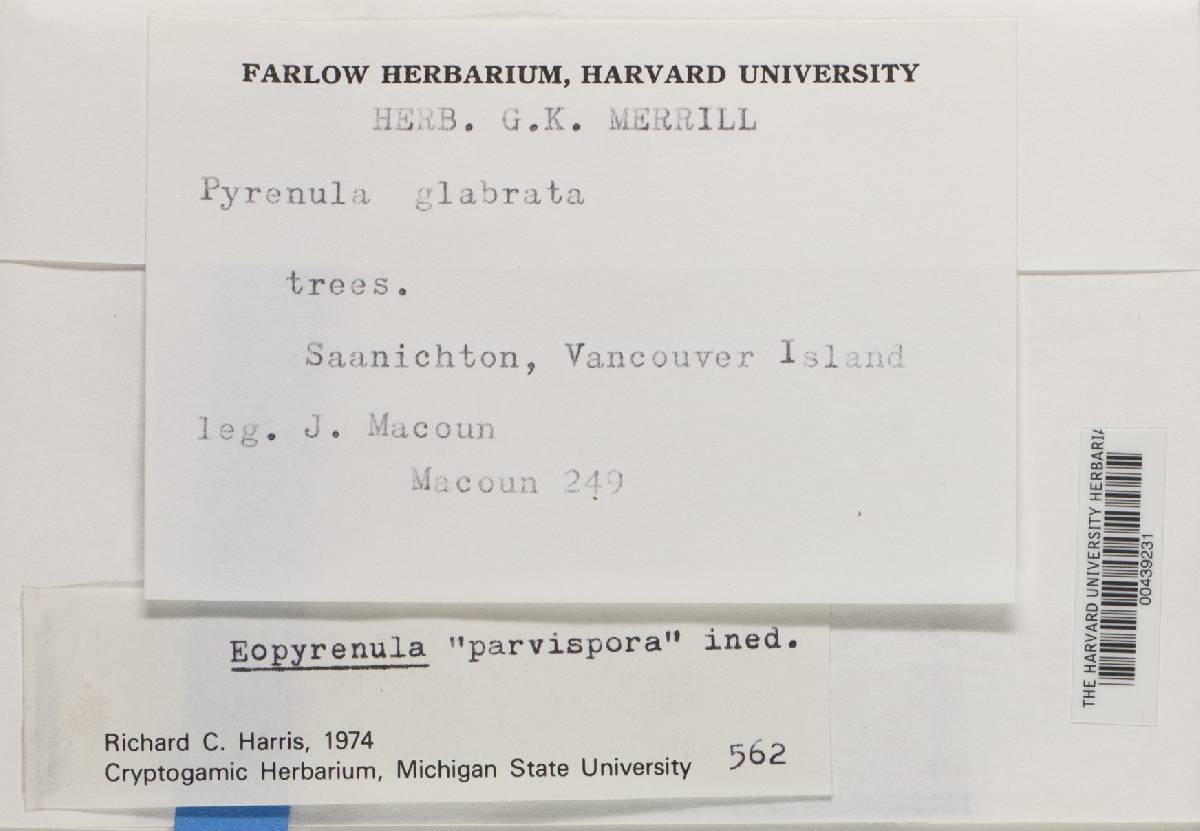 FARLOW HERBARIUM, HARVARD UNIVERSITY
HERB. G.K. MERRILL
Pyrenula glabrata
trees.
Saanichton, Vancouver Island
leg. J. Macoun
Macoun 249
Eopyrenula "parvispora" ined.
Richard C. Harris, 1974
Cryptogamic Herbarium, Michigan State University
562
THE HARVARD UNIVERSITY HERBARIA
00439231